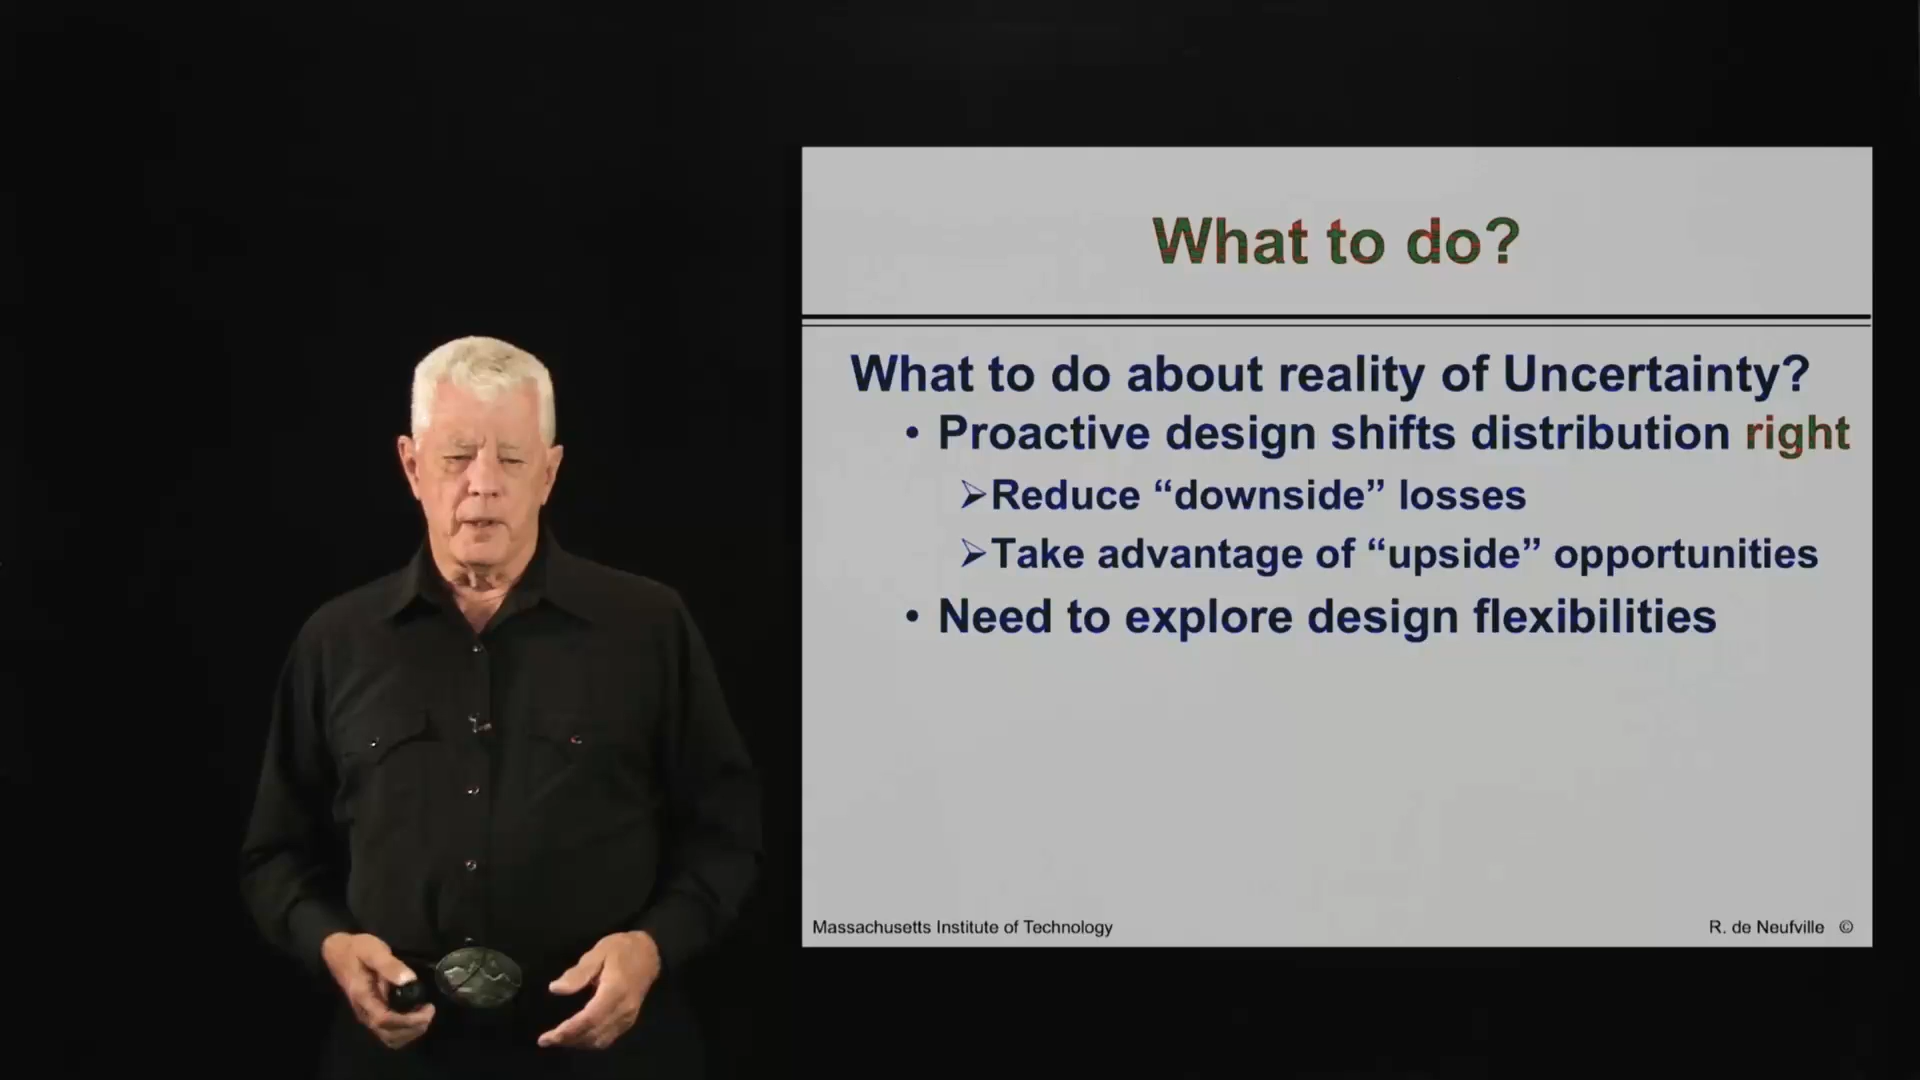 What to do?
What to do about reality of Uncertainty?
• Proactive design shifts distribution right
➢Reduce “downside” losses
➢Take advantage of “upside” opportunities
• Need to explore design flexibilities
Massachusetts Institute of Technology
R. de Neufville ©